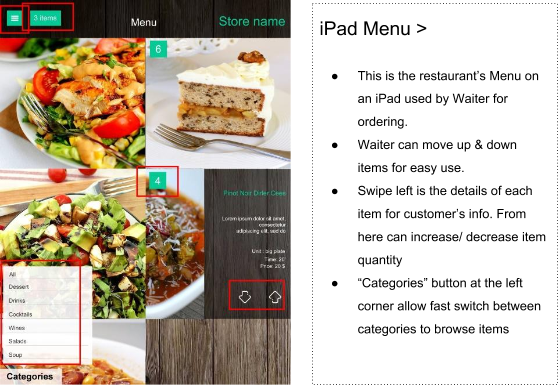 3 items
Menu
Store name
6
4
Pinot Noir Order Gees
Lorem ipsum dolor sit amet,
consectetur
adipiscing elit, sed do
Unit : big plate
Time: 20'
Price: 20 $
All
Dessert
Drinks
Cocktails
Wines
Salads
Soup
Categories
iPad Menu >
● This is the restaurant's Menu on
an iPad used by Waiter for
ordering.
● Waiter can move up & down
items for easy use.
● Swipe left is the details of each
item for customer's info. From
here can increase/ decrease item
quantity
● “Categories” button at the left
corner allow fast switch between
categories to browse items